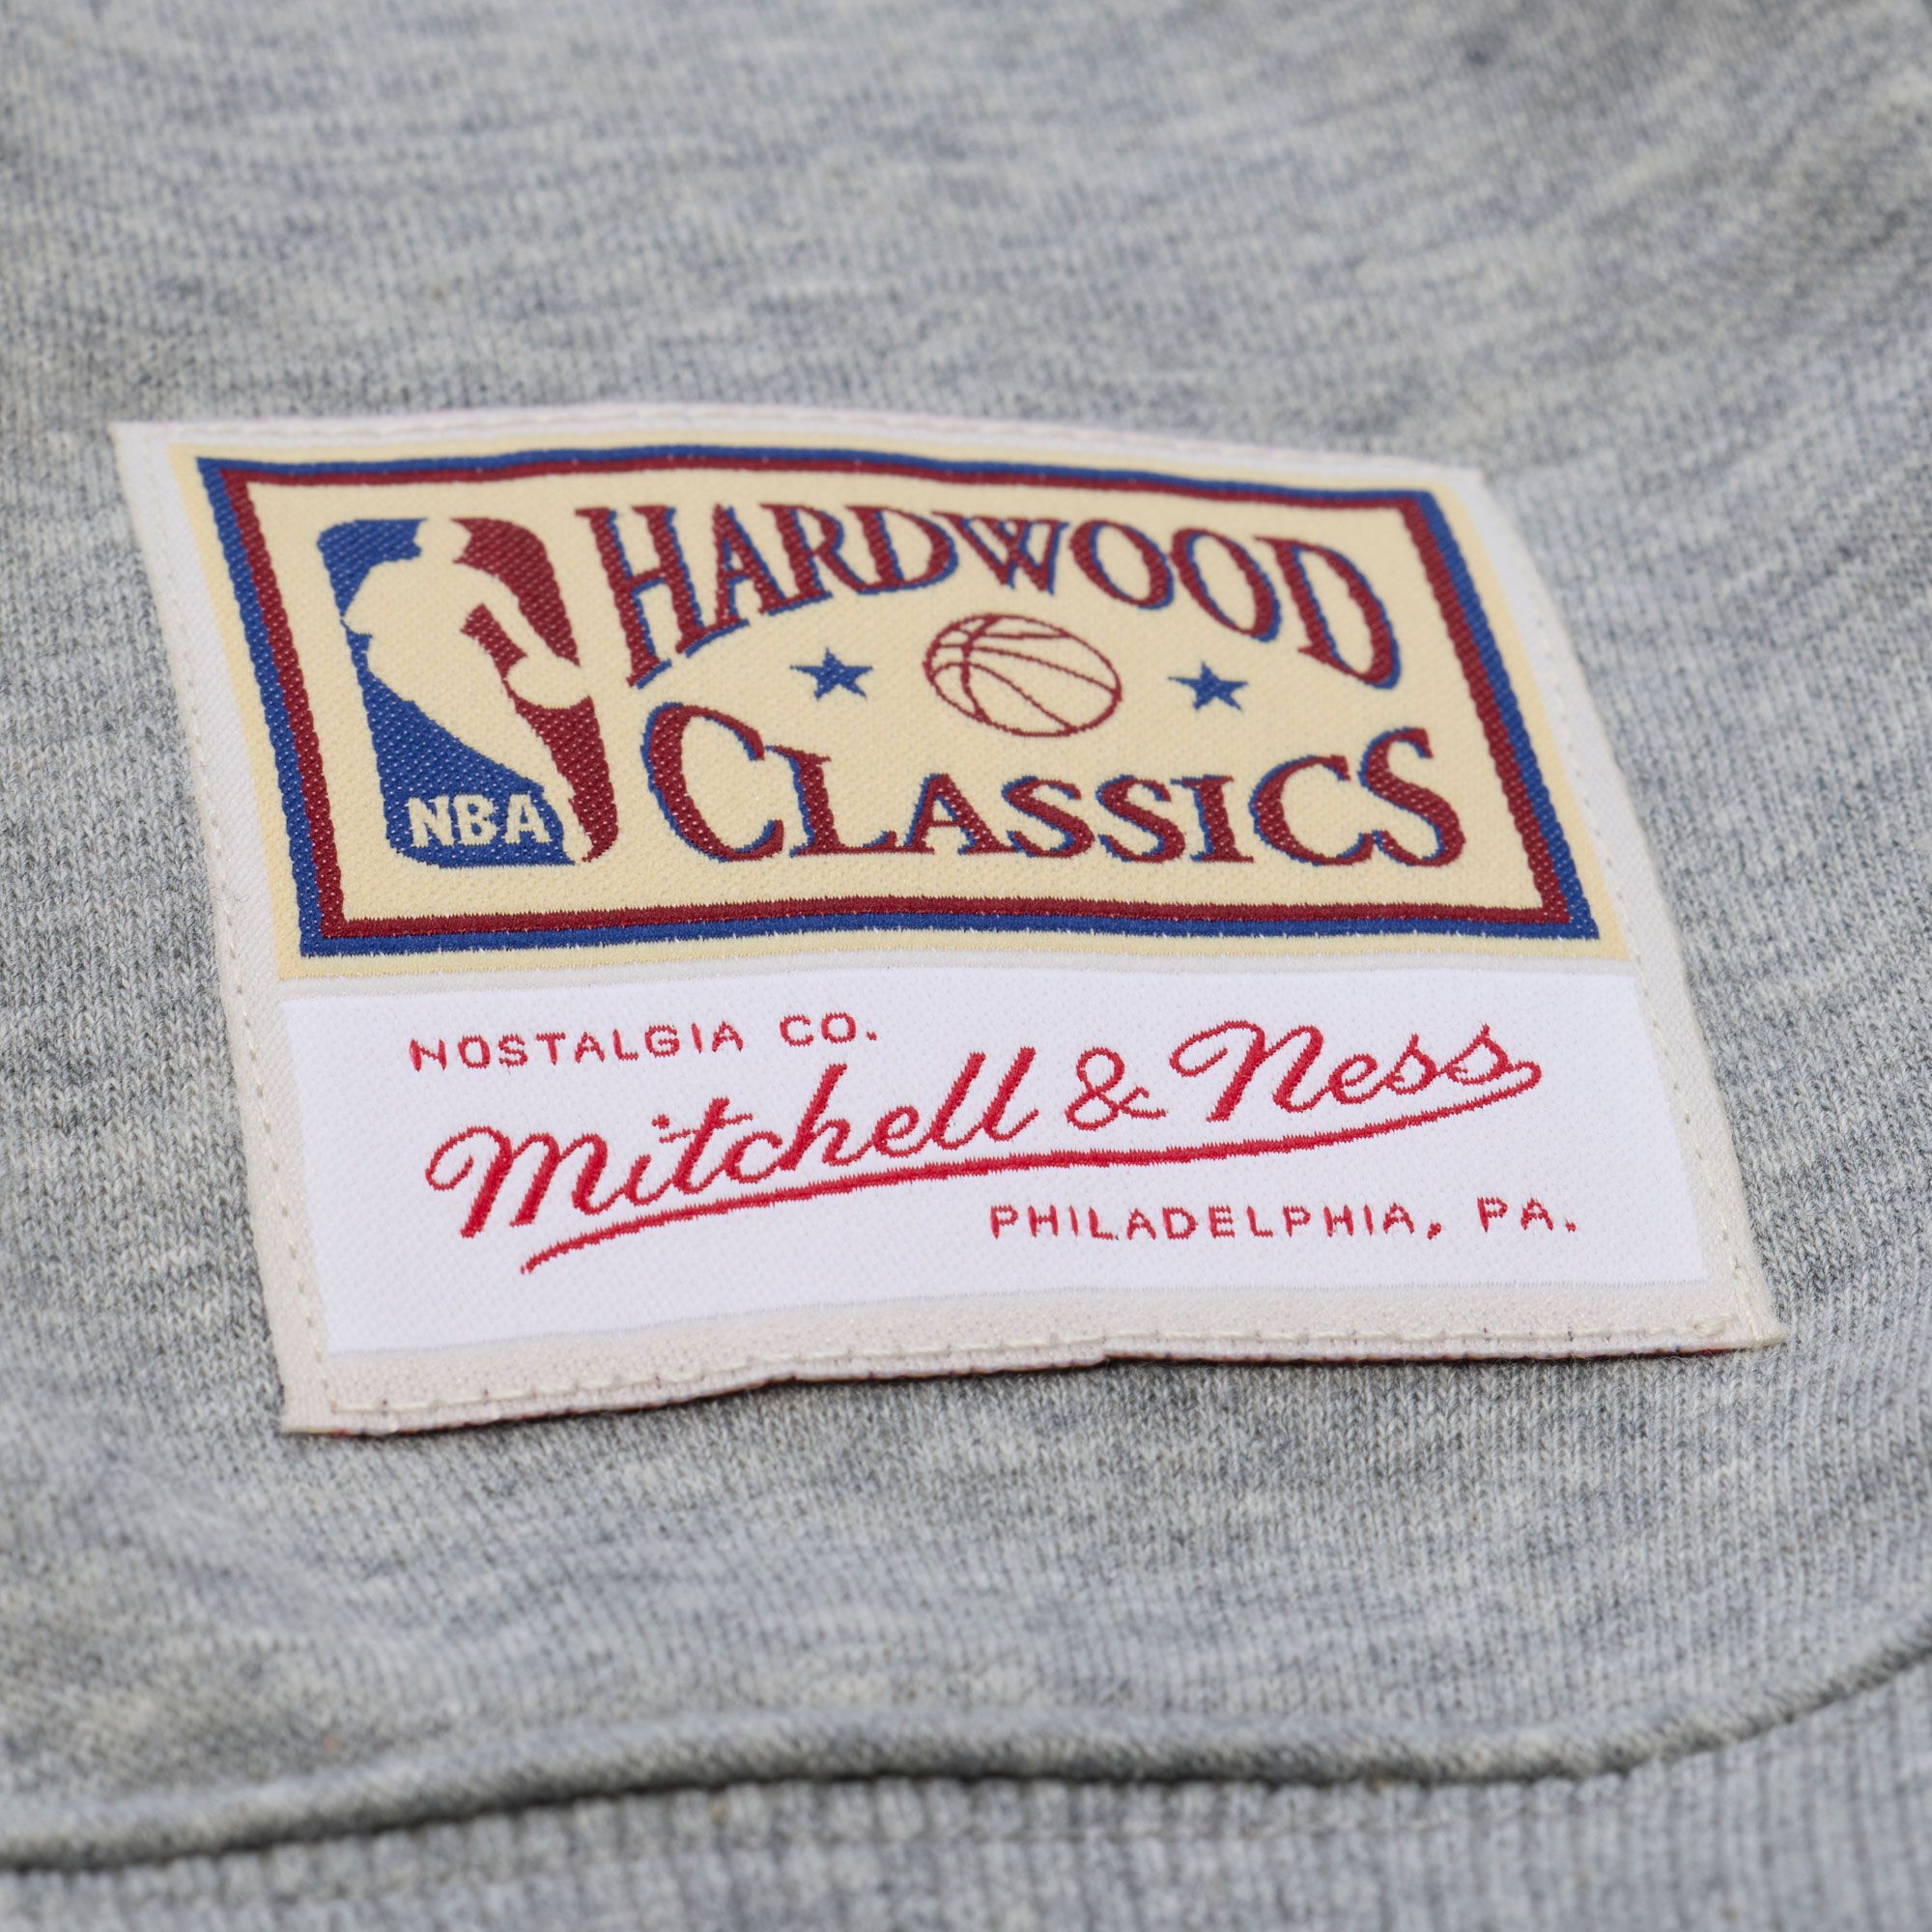 HARDWOOD
CLASSICS
NBA
NOSTALGIA CO.
Mitchell & Ness
PHILADELPHIA, PA.